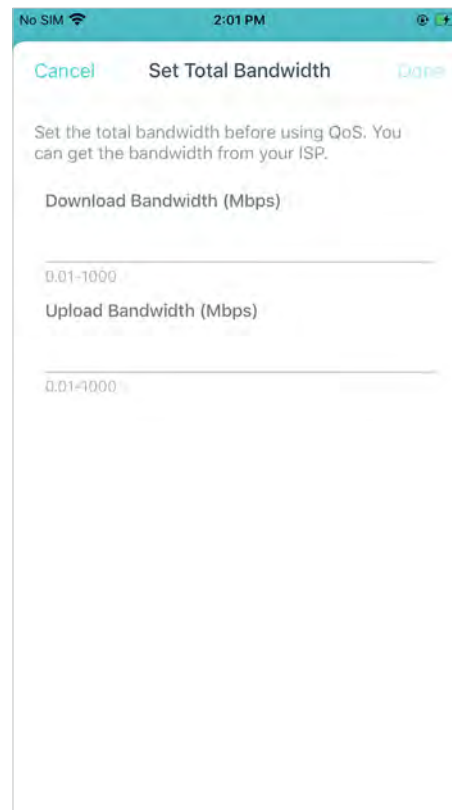 No SIM 2:01 PM
Cancel Set Total Bandwidth Done
Set the total bandwidth before using QoS. You
can get the bandwidth from your ISP.
Download Bandwidth (Mbps)
0.01-1000
Upload Bandwidth (Mbps)
0.01-1000